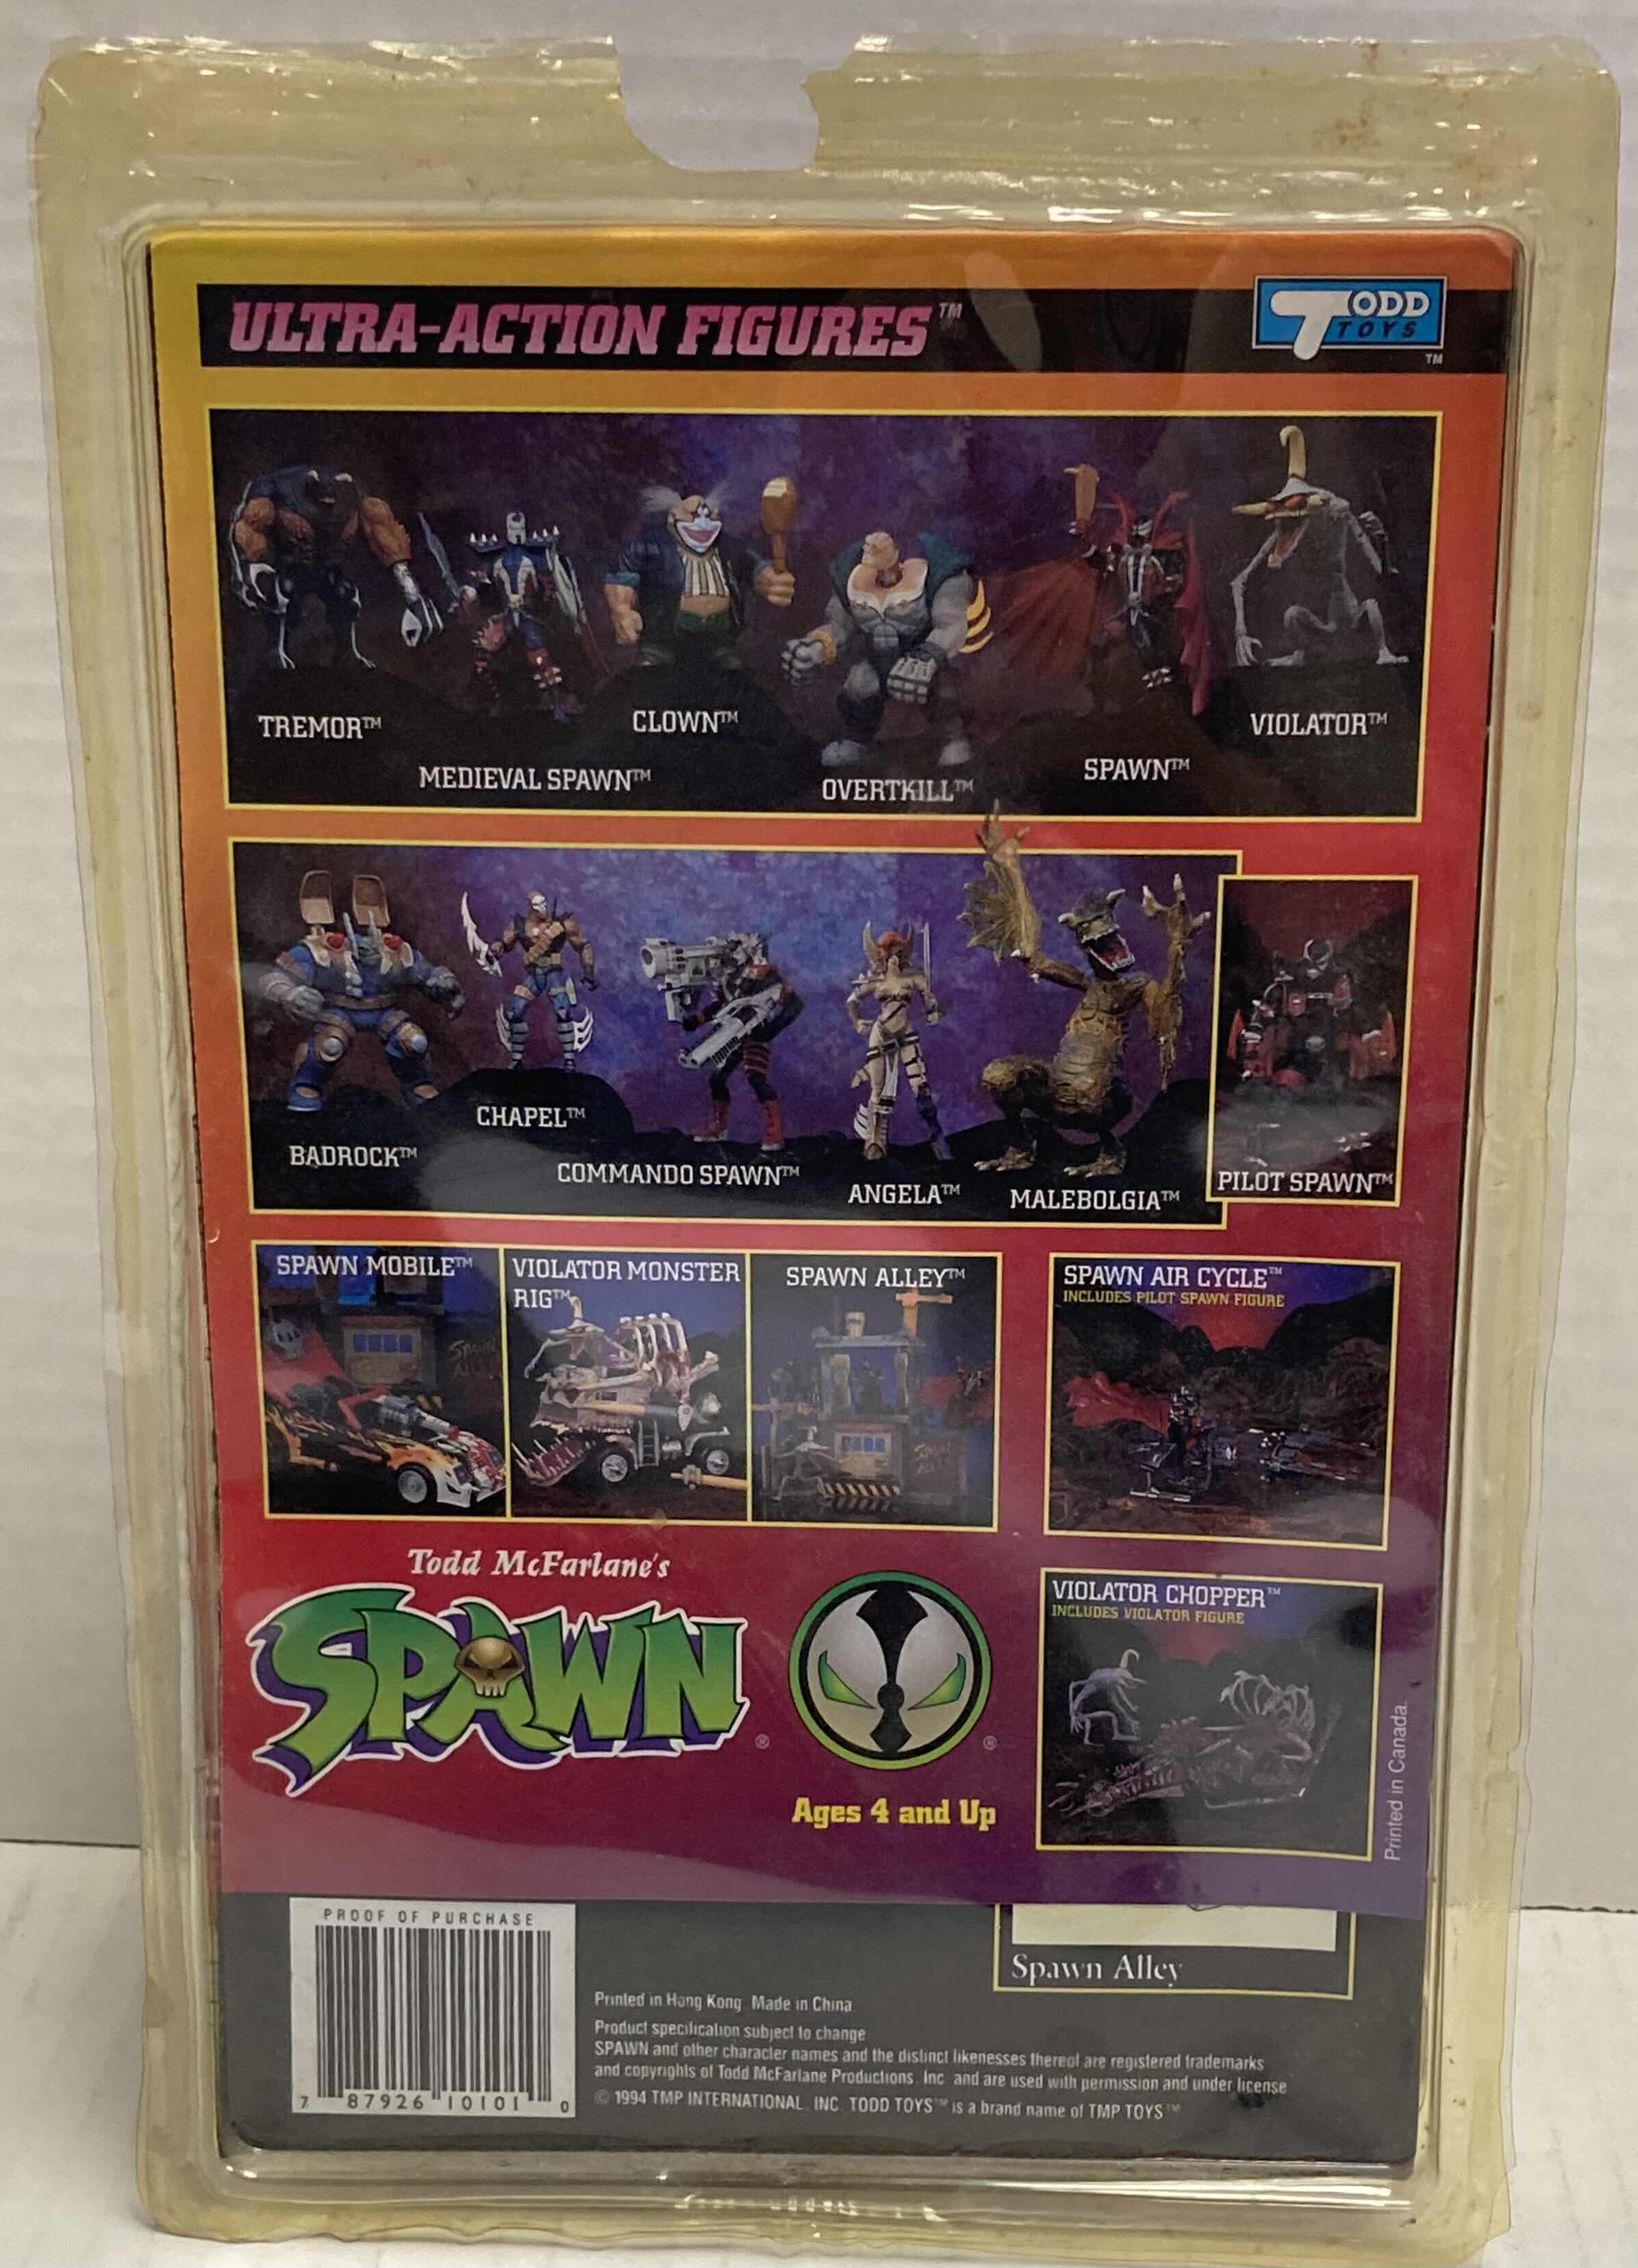 ULTRA-ACTION FIGURES™
TODD
TOYS
™
TREMOR™
MEDIEVAL SPAWN™
CLOWN™
OVERTKILL™
SPAWN™
VIOLATOR™
BADROCK™
CHAPEL™
COMMANDO SPAWN™
ANGELA™
MALEBOLGIA™
PILOT SPAWN™
SPAWN MOBILE™
VIOLATOR MONSTER
RIG™
SPAWN ALLEY™
SPAWN AIR CYCLE™
INCLUDES PILOT SPAWN FIGURE
Todd McFarlane's
SPAWN
®
®
Ages 4 and Up
VIOLATOR CHOPPER™
INCLUDES VIOLATOR FIGURE
Printed in Canada.
PROOF OF PURCHASE
7 87926 10101 0
Spawn Alley
Printed in Hong Kong Made in China
Product specification subject to change
SPAWN and other character names and the distinct likenesses thereof are registered trademarks
and copyrights of Todd McFarlane Productions, Inc. and are used with permission and under license
© 1994 TMP INTERNATIONAL, INC. TODD TOYS™ is a brand name of TMP TOYS™